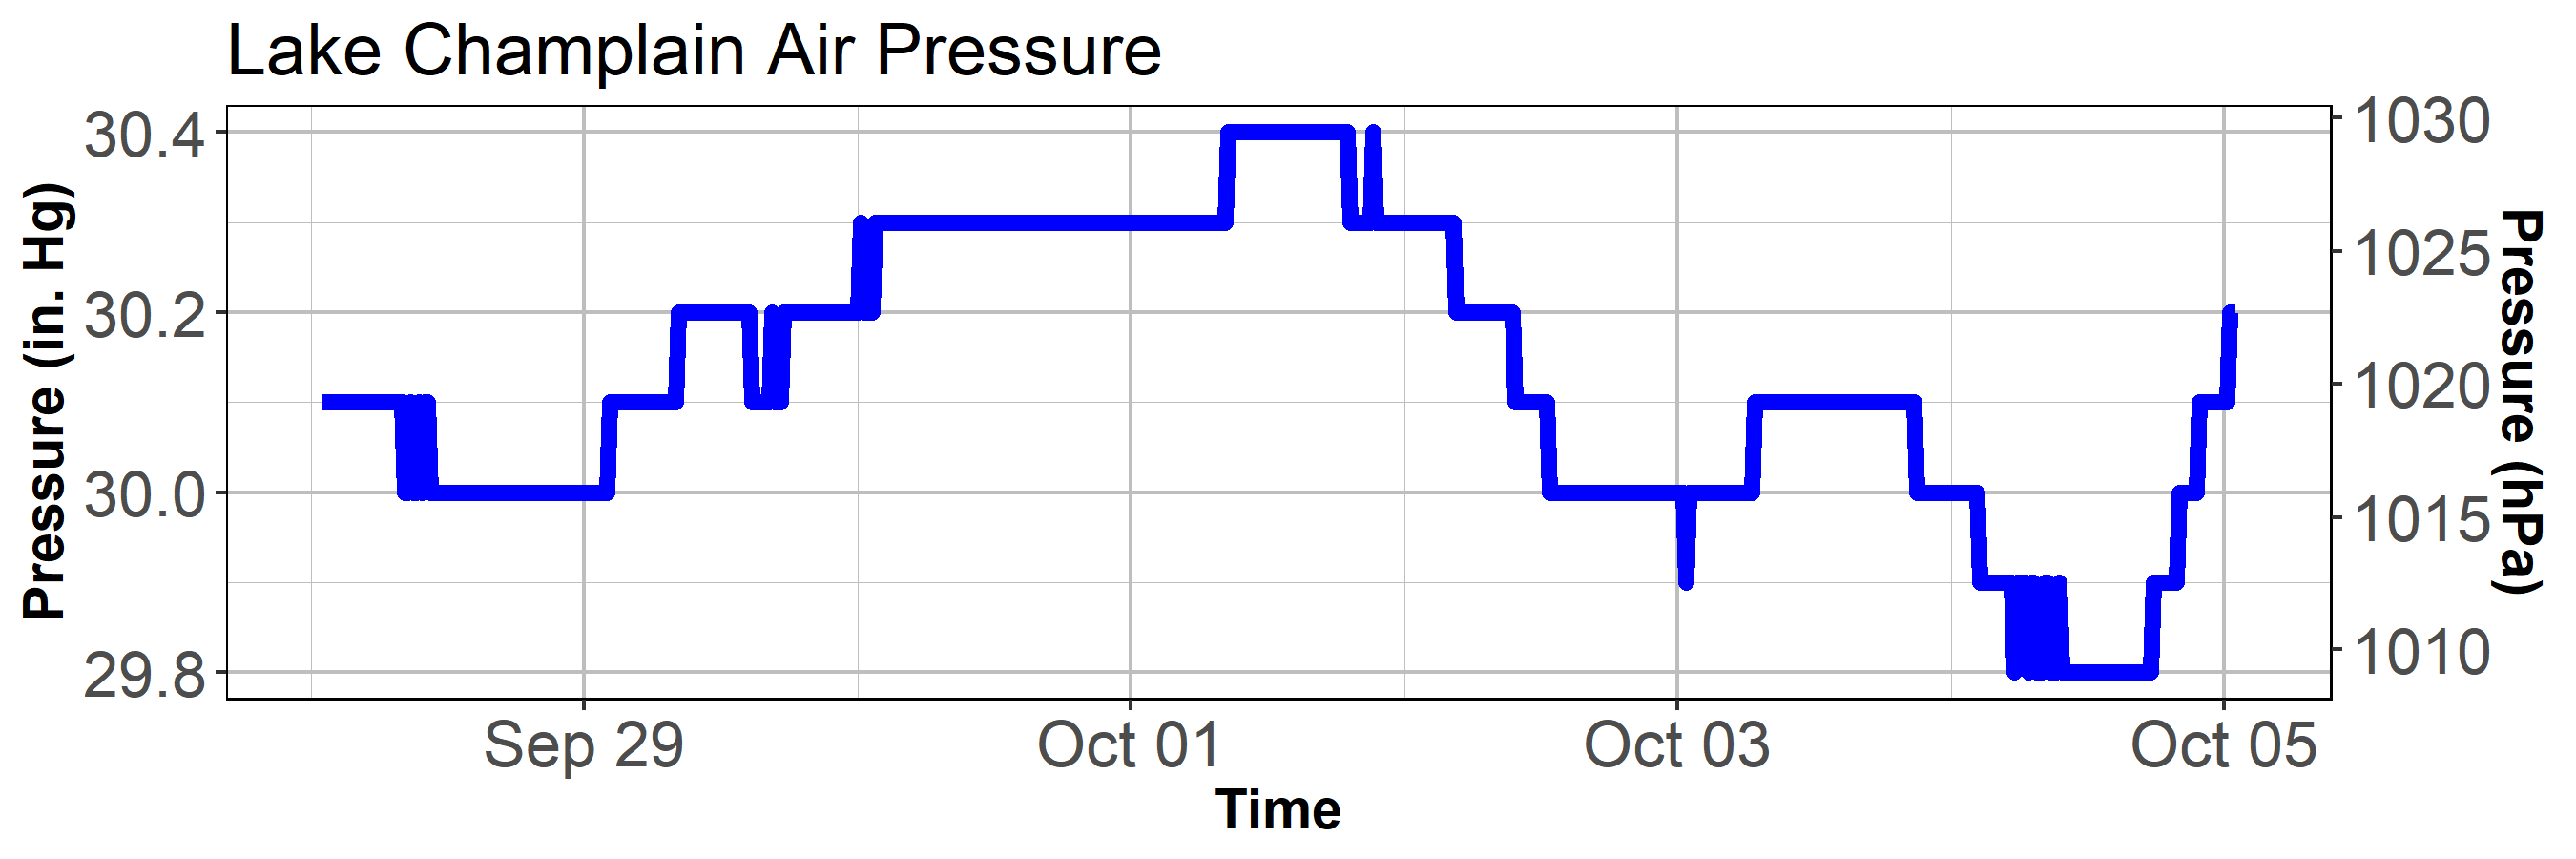 Lake Champlain Air Pressure
Pressure (in. Hg)
30.4
30.2
30.0
29.8
1030
1025
1020
1015
1010
Pressure (hPa)
Sep 29 Oct 01 Oct 03 Oct 05
Time